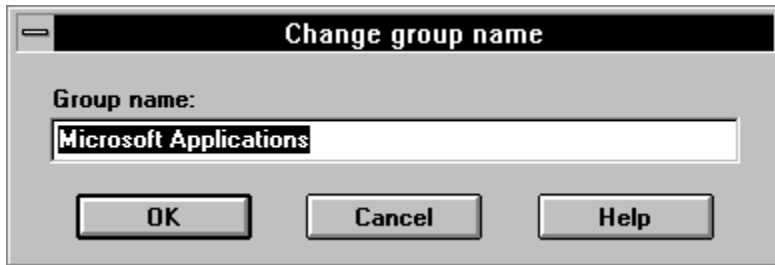 Change group name
Group name:
Microsoft Applications
OK Cancel Help